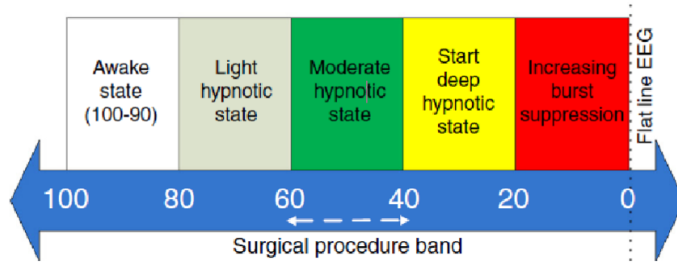 Awake
state
(100-90)
Light
hypnotic
state
Moderate
hypnotic
state
Start
deep
hypnotic
state
Increasing
burst
suppression
Flat line EEG
100 80 60 40 20 0
Surgical procedure band